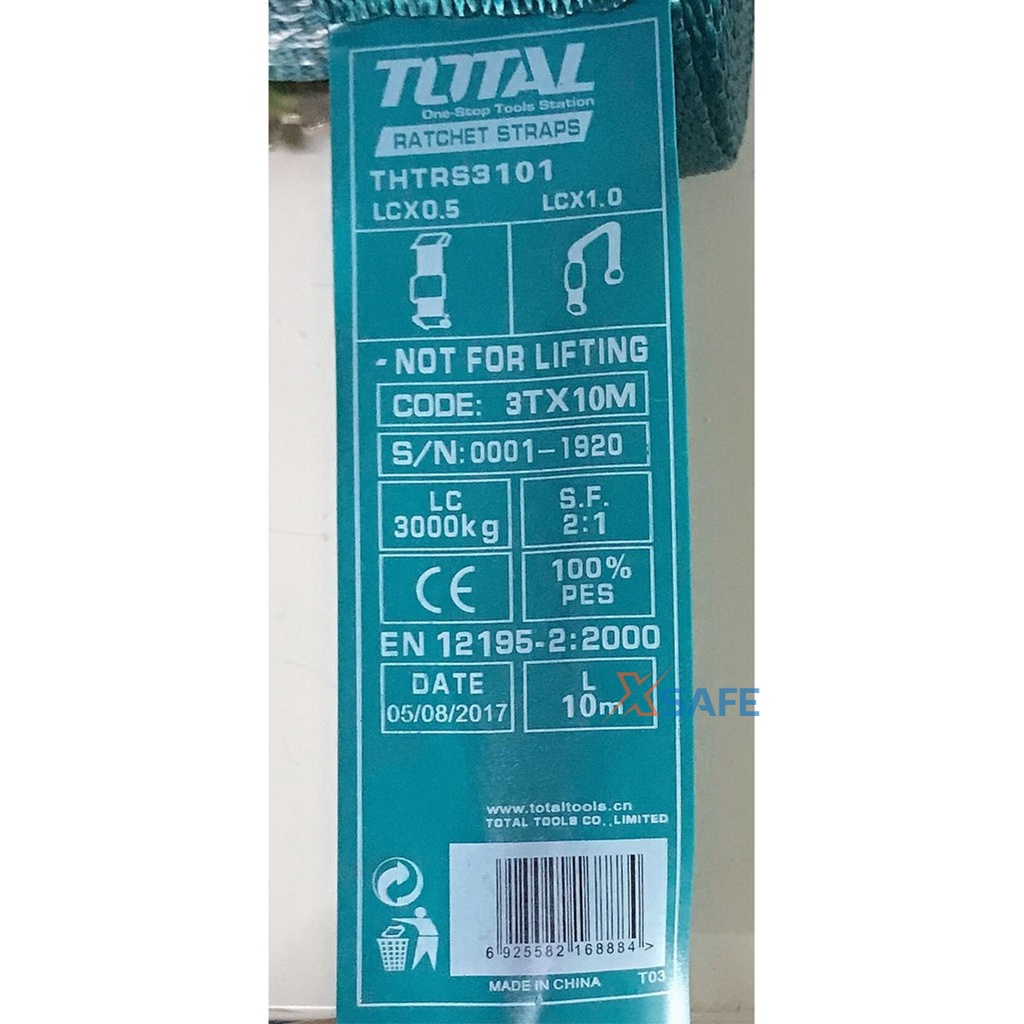 TOTAL
One-Stop Tools Station
RATCHET STRAPS
THTRS3101
LCX0.5 LCX1.0
- NOT FOR LIFTING
CODE: 3TX10M
S/N:0001-1920
LC S.F.
3000kg 2:1
CE 100%
PES
EN 12195-2:2000
DATE L
05/08/2017 10m
XSAFE
www.totaltools.cn
TOTAL TOOLS CO.,LIMITED
6 925582 168884 >
MADE IN CHINA T03